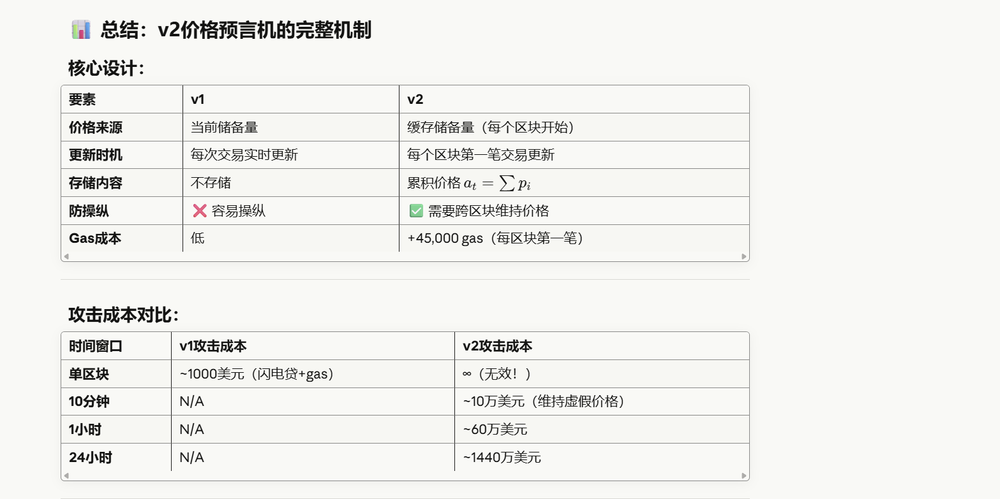 📊 总结：v2价格预言机的完整机制
核心设计：
要素 v1 v2
价格来源 当前储备量 缓存储备量（每个区块开始）
更新时机 每次交易实时更新 每个区块第一笔交易更新
存储内容 不存储 累积价格 a_t = ∑ p_i
防操纵 ❌ 容易操纵 ✅ 需要跨区块维持价格
Gas成本 低 +45,000 gas（每区块第一笔）
攻击成本对比：
时间窗口 v1攻击成本 v2攻击成本
单区块 ~1000美元（闪电贷+gas） ∞（无效！）
10分钟 N/A ~10万美元（维持虚假价格）
1小时 N/A ~60万美元
24小时 N/A ~1440万美元